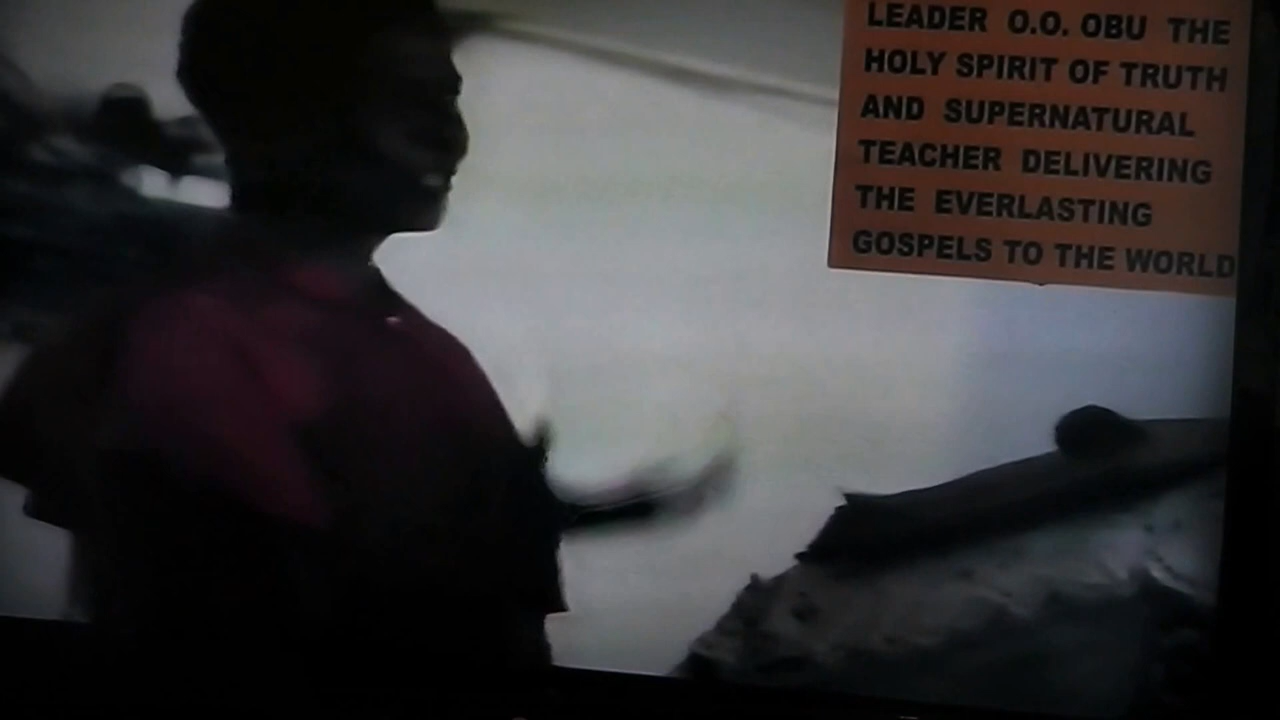 LEADER O.O. OBU THE
HOLY SPIRIT OF TRUTH
AND SUPERNATURAL
TEACHER DELIVERING
THE EVERLASTING
GOSPELS TO THE WORLD